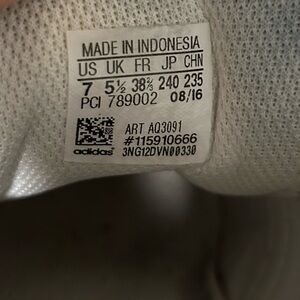 MADE IN INDONESIA
US UK FR JP CHN
7 5½ 38⅔ 240 235
PCI 789002 08/16
ART AQ3091
#115910666
adidas 3NG12DVN00330